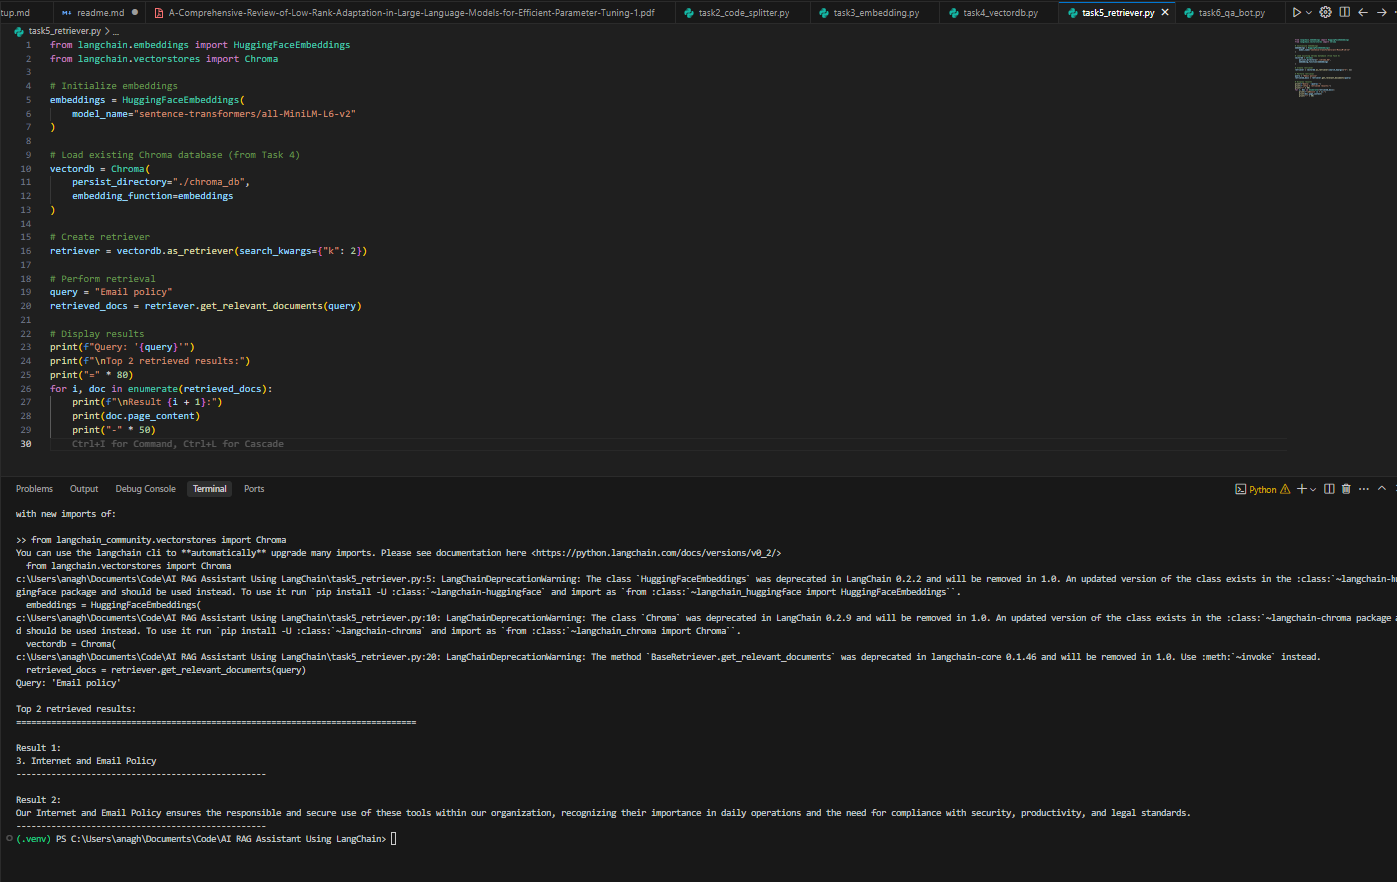 tup.md
readme.md
A-Comprehensive-Review-of-Low-Rank-Adaptation-in-Large-Language-Models-for-Efficient-Parameter-Tuning-1.pdf
task2_code_splitter.py
task3_embedding.py
task4_vectordb.py
task5_retriever.py
task6_qa_bot.py
task5_retriever.py > ...
1 from langchain.embeddings import HuggingFaceEmbeddings
2 from langchain.vectorstores import Chroma
3
4 # Initialize embeddings
5 embeddings = HuggingFaceEmbeddings(
6     model_name="sentence-transformers/all-MiniLM-L6-v2"
7 )
8
9 # Load existing Chroma database (from Task 4)
10 vectordb = Chroma(
11     persist_directory="./chroma_db",
12     embedding_function=embeddings
13 )
14
15 # Create retriever
16 retriever = vectordb.as_retriever(search_kwargs={"k": 2})
17
18 # Perform retrieval
19 query = "Email policy"
20 retrieved_docs = retriever.get_relevant_documents(query)
21
22 # Display results
23 print(f"Query: '{query}'")
24 print(f"\nTop 2 retrieved results:")
25 print("=" * 80)
26 for i, doc in enumerate(retrieved_docs):
27     print(f"\nResult {i + 1}:")
28     print(doc.page_content)
29     print("-" * 50)
30     Ctrl+I for Command, Ctrl+L for Cascade
Problems Output Debug Console Terminal Ports
Python
with new imports of:
>> from langchain_community.vectorstores import Chroma
You can use the langchain cli to **automatically** upgrade many imports. Please see documentation here <https://python.langchain.com/docs/versions/v0_2/>
  from langchain.vectorstores import Chroma
c:\Users\anagh\Documents\Code\AI RAG Assistant Using LangChain\task5_retriever.py:5: LangChainDeprecationWarning: The class `HuggingFaceEmbeddings` was deprecated in LangChain 0.2.2 and will be removed in 1.0. An updated version of the class exists in the :class:`~langchain-hu
gingface package and should be used instead. To use it run `pip install -U :class:`~langchain-huggingface` and import as `from :class:`~langchain_huggingface import HuggingFaceEmbeddings``.
  embeddings = HuggingFaceEmbeddings(
c:\Users\anagh\Documents\Code\AI RAG Assistant Using LangChain\task5_retriever.py:10: LangChainDeprecationWarning: The class `Chroma` was deprecated in LangChain 0.2.9 and will be removed in 1.0. An updated version of the class exists in the :class:`~langchain-chroma package a
d should be used instead. To use it run `pip install -U :class:`~langchain-chroma` and import as `from :class:`~langchain_chroma import Chroma``.
  vectordb = Chroma(
c:\Users\anagh\Documents\Code\AI RAG Assistant Using LangChain\task5_retriever.py:20: LangChainDeprecationWarning: The method `BaseRetriever.get_relevant_documents` was deprecated in langchain-core 0.1.46 and will be removed in 1.0. Use :meth:`~invoke` instead.
  retrieved_docs = retriever.get_relevant_documents(query)
Query: 'Email policy'
Top 2 retrieved results:
================================================================================
Result 1:
3. Internet and Email Policy
--------------------------------------------------
Result 2:
Our Internet and Email Policy ensures the responsible and secure use of these tools within our organization, recognizing their importance in daily operations and the need for compliance with security, productivity, and legal standards.
--------------------------------------------------
(.venv) PS C:\Users\anagh\Documents\Code\AI RAG Assistant Using LangChain>